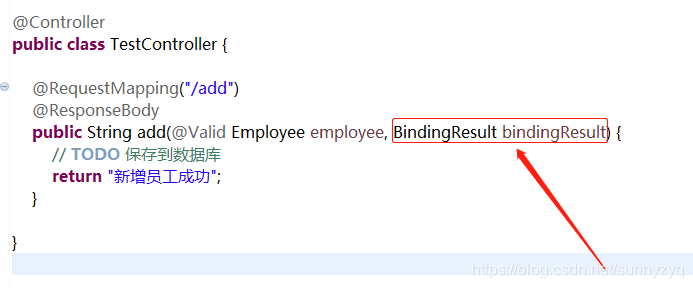 @Controller
public class TestController {
@RequestMapping("/add")
@ResponseBody
public String add(@Valid Employee employee, BindingResult bindingResult) {
// TODO 保存到数据库
return "新增员工成功";
}
}
https://blog.csdn.net/sunnyzyq